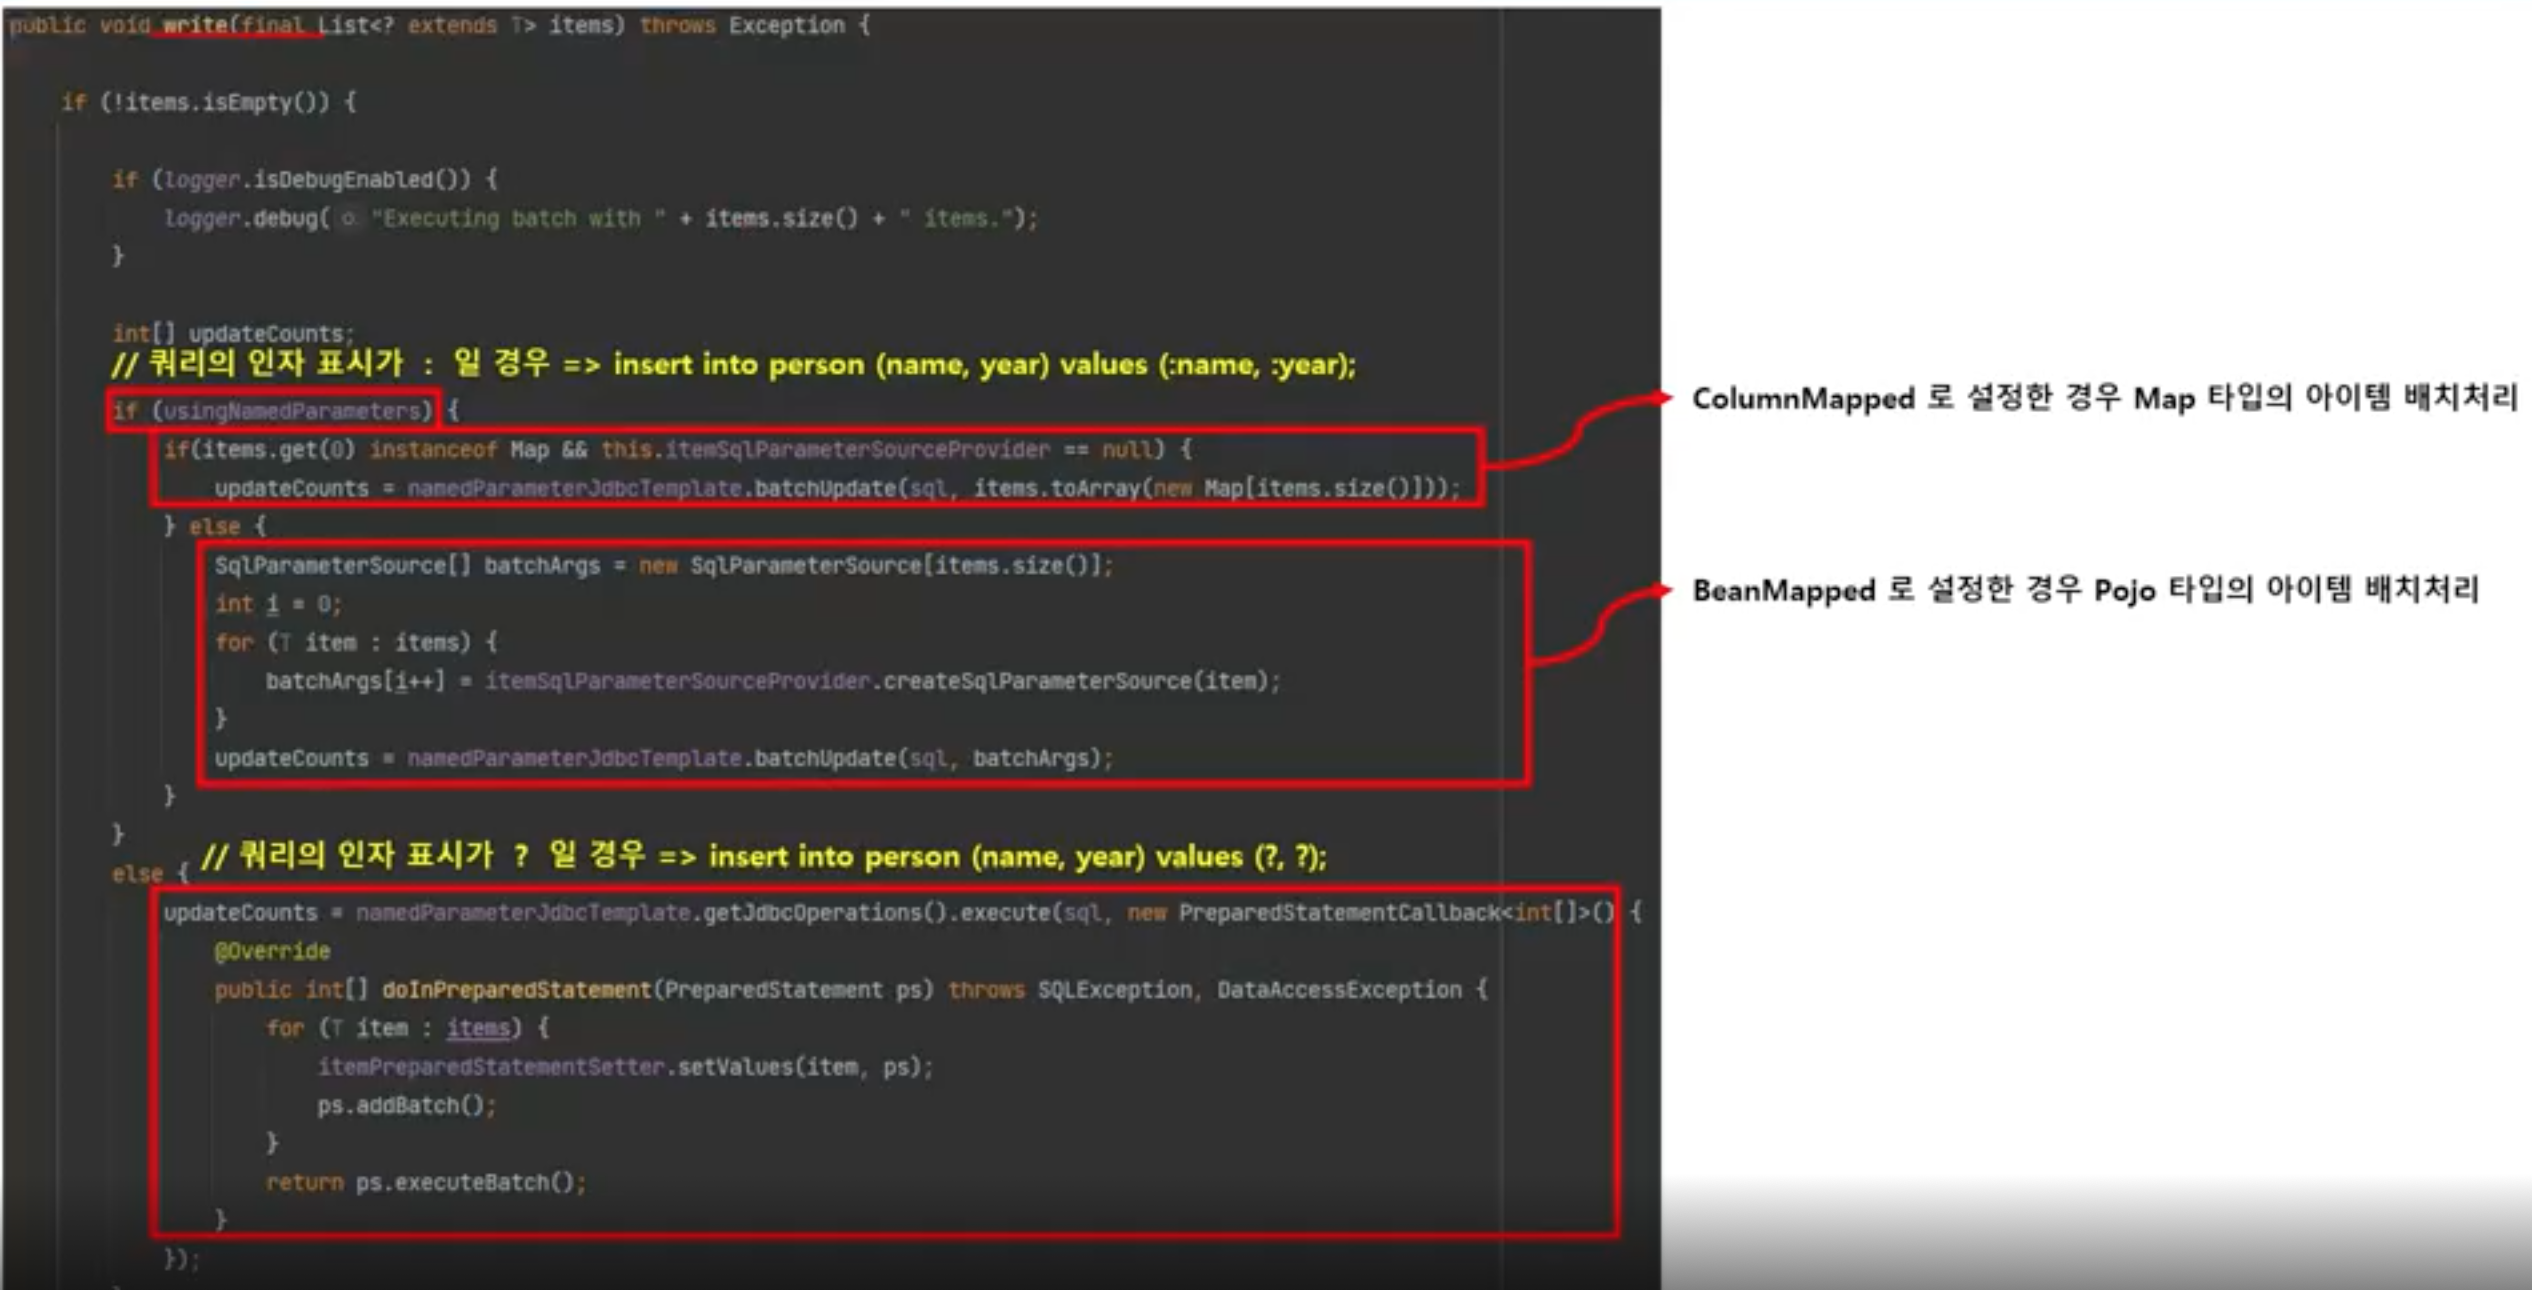 public void write(final List<? extends T> items) throws Exception {
if (!items.isEmpty()) {
if (logger.isDebugEnabled()) {
logger.debug( o: "Executing batch with " + items.size() + " items.");
}
int[] updateCounts;
// 쿼리의 인자 표시가 : 일 경우 => insert into person (name, year) values (:name, :year);
if (usingNamedParameters) {
ColumnMapped 로 설정한 경우 Map 타입의 아이템 배치처리
if(items.get(0) instanceof Map && this.itemSqlParameterSourceProvider == null) {
updateCounts = namedParameterJdbcTemplate.batchUpdate(sql, items.toArray(new Map[items.size()]));
} else {
SqlParameterSource[] batchArgs = new SqlParameterSource[items.size()];
int i = 0;
BeanMapped 로 설정한 경우 Pojo 타입의 아이템 배치처리
for (T item : items) {
batchArgs[i++] = itemSqlParameterSourceProvider.createSqlParameterSource(item);
}
updateCounts = namedParameterJdbcTemplate.batchUpdate(sql, batchArgs);
}
}
// 쿼리의 인자 표시가 ? 일 경우 => insert into person (name, year) values (?, ?);
else {
updateCounts = namedParameterJdbcTemplate.getJdbcOperations().execute(sql, new PreparedStatementCallback<int[]>() {
@Override
public int[] doInPreparedStatement(PreparedStatement ps) throws SQLException, DataAccessException {
for (T item : items) {
itemPreparedStatementSetter.setValues(item, ps);
ps.addBatch();
}
return ps.executeBatch();
}
});